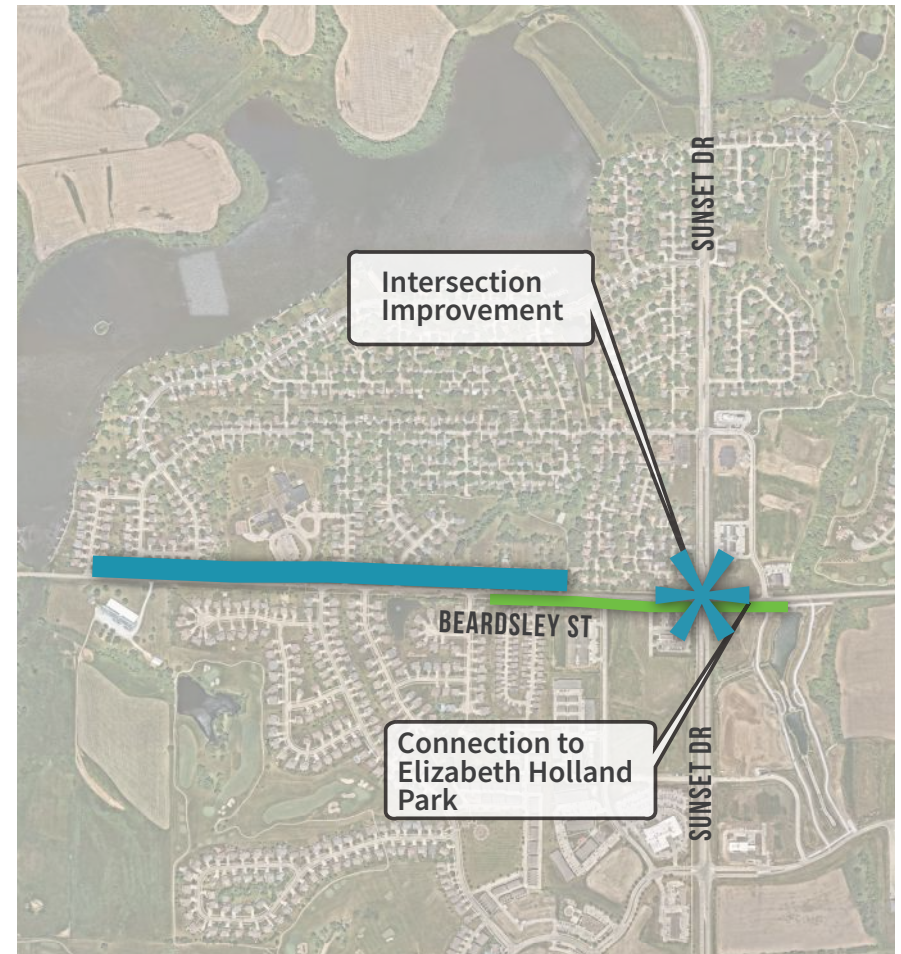 SUNSET DR
Intersection
Improvement
BEARDSLEY ST
Connection to
Elizabeth Holland
Park
SUNSET DR